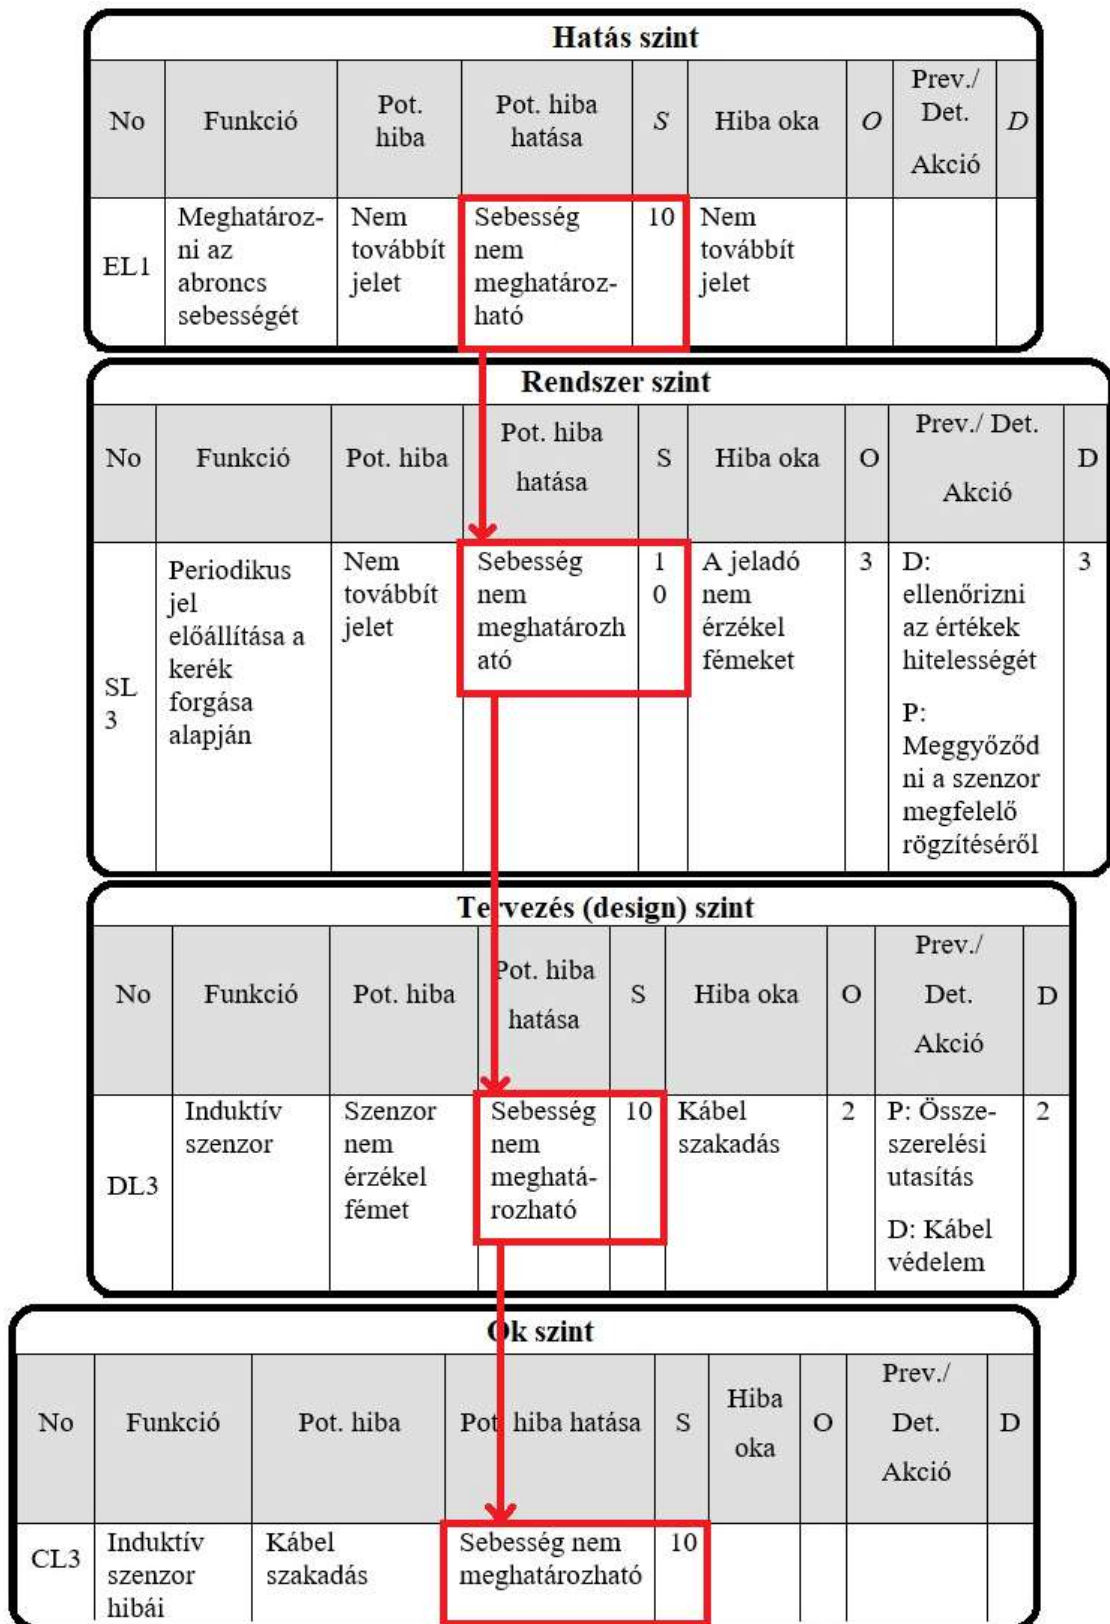 Hatás szint
No Funkció Pot. hiba Pot. hiba hatása S Hiba oka O Prev./ Det. Akció D
EL1
Meghatároz-
ni az
abroncs
sebességét
Nem
továbbít
jelet
Sebesség
nem
meghatároz-
ható
10
Nem
továbbít
jelet
Rendszer szint
No Funkció Pot. hiba Pot. hiba hatása S Hiba oka O Prev./ Det. Akció D
SL
3
Periodikus
jel
előállítása a
kerék
forgása
alapján
Nem
továbbít
jelet
Sebesség
nem
meghatározh
ató
1
0
A jeladó
nem
érzékel
fémeket
3
D:
ellenőrizni
az értékek
hitelességét
P:
Meggyőződ
ni a szenzor
megfelelő
rögzítéséről
3
Tervezés (design) szint
No Funkció Pot. hiba Pot. hiba hatása S Hiba oka O Prev./ Det. Akció D
DL3
Induktív
szenzor
Szenzor
nem
érzékel
fémet
Sebesség
nem
meghatá-
rozható
10
Kábel
szakadás
2
P: Össze-
szerelési
utasítás
D: Kábel
védelem
2
Ok szint
No Funkció Pot. hiba Pot. hiba hatása S Hiba oka O Prev./ Det. Akció D
CL3
Induktív
szenzor
hibái
Kábel
szakadás
Sebesség nem
meghatározható
10